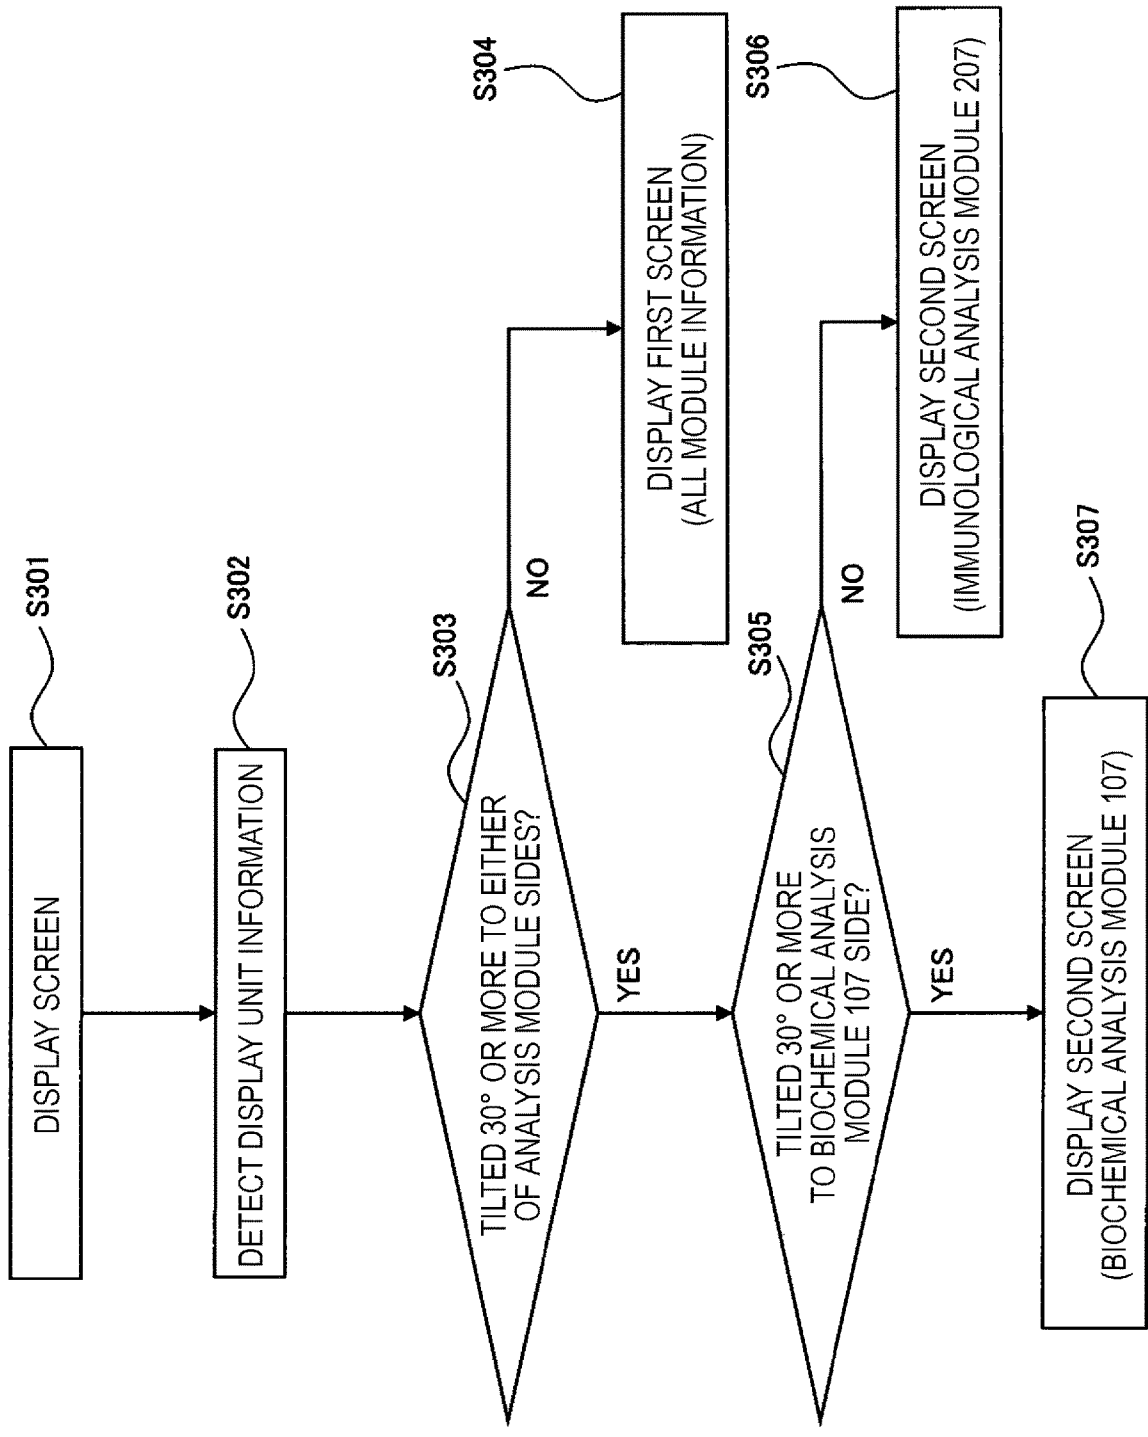 S301
DISPLAY SCREEN
S302
DETECT DISPLAY UNIT INFORMATION
S303
TILTED 30° OR MORE TO EITHER
OF ANALYSIS MODULE SIDES?
NO
YES
S304
DISPLAY FIRST SCREEN
(ALL MODULE INFORMATION)
S305
TILTED 30° OR MORE
TO BIOCHEMICAL ANALYSIS
MODULE 107 SIDE?
NO
YES
S306
DISPLAY SECOND SCREEN
(IMMUNOLOGICAL ANALYSIS MODULE 207)
S307
DISPLAY SECOND SCREEN
(BIOCHEMICAL ANALYSIS MODULE 107)